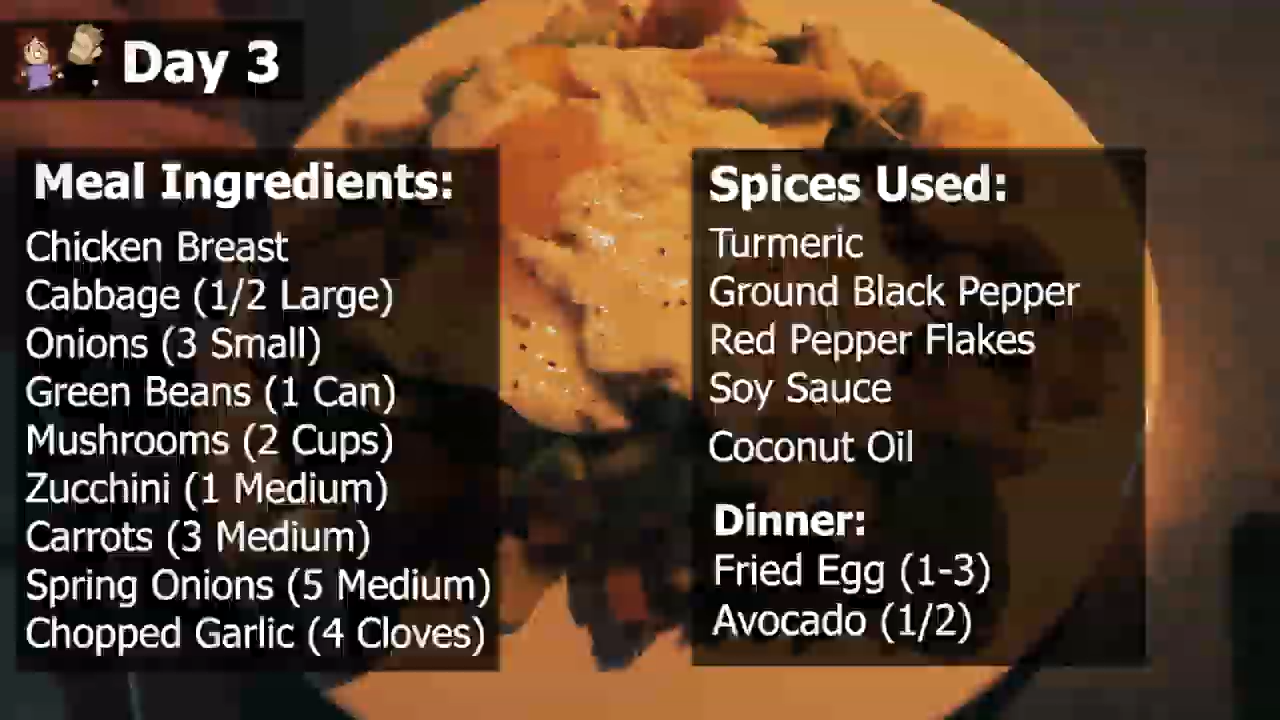 Day 3
Meal Ingredients:
Chicken Breast
Cabbage (1/2 Large)
Onions (3 Small)
Green Beans (1 Can)
Mushrooms (2 Cups)
Zucchini (1 Medium)
Carrots (3 Medium)
Spring Onions (5 Medium)
Chopped Garlic (4 Cloves)
Spices Used:
Turmeric
Ground Black Pepper
Red Pepper Flakes
Soy Sauce
Coconut Oil
Dinner:
Fried Egg (1-3)
Avocado (1/2)